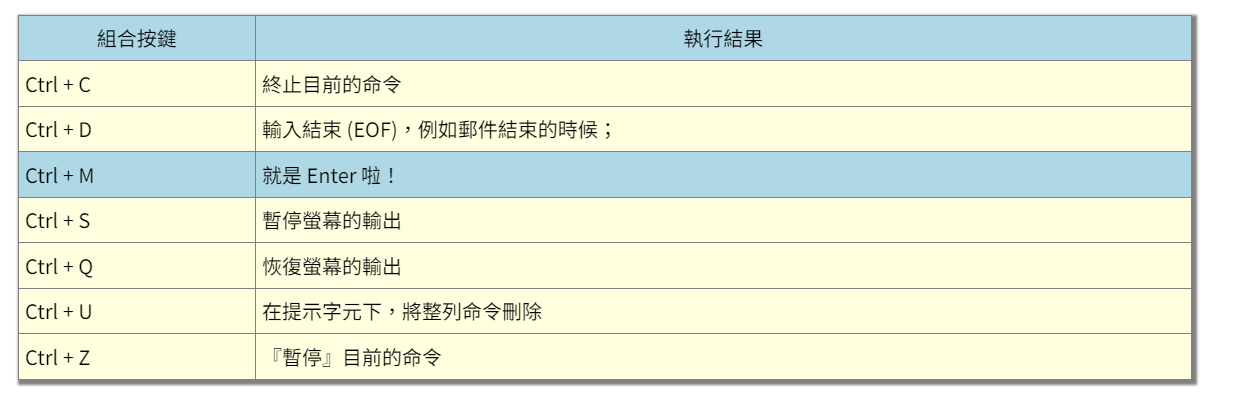 組合按鍵 執行結果
Ctrl + C 終止目前的命令
Ctrl + D 輸入結束 (EOF)，例如郵件結束的時候；
Ctrl + M 就是 Enter 啦！
Ctrl + S 暫停螢幕的輸出
Ctrl + Q 恢復螢幕的輸出
Ctrl + U 在提示字元下，將整列命令刪除
Ctrl + Z 『暫停』目前的命令